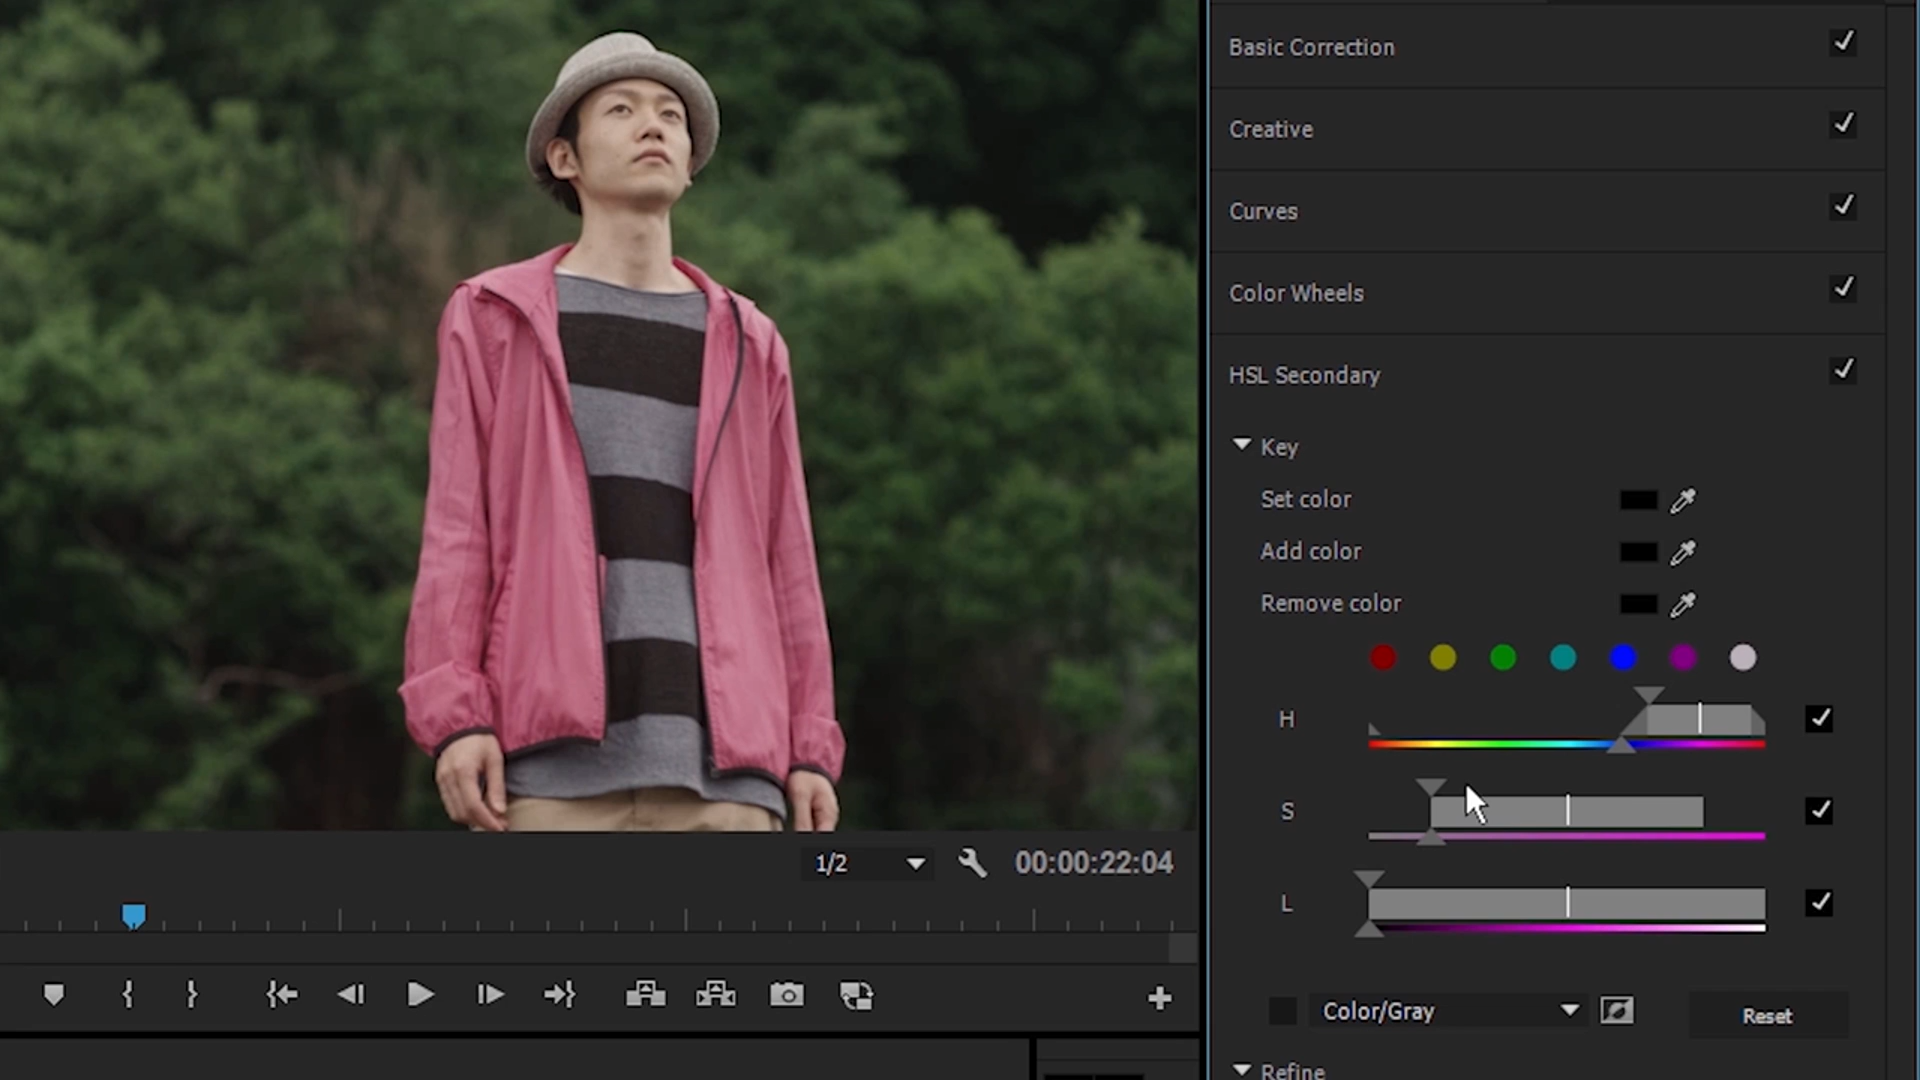 Basic Correction
Creative
Curves
Color Wheels
HSL Secondary
Key
Set color
Add color
Remove color
H
S
L
1/2
00:00:22:04
Color/Gray
Reset
Refine